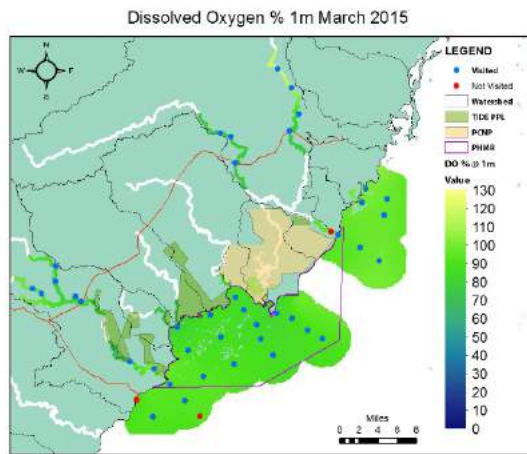 Dissolved Oxygen % 1m March 2015
N
W
E
S
LEGEND
Visited
Not Visited
Watershed
TIDE PPL
PCNP
PHMR
DO % @ 1m
Value
130
120
110
100
90
80
70
60
50
40
30
20
10
0
Miles
0 1 2 4 6 8